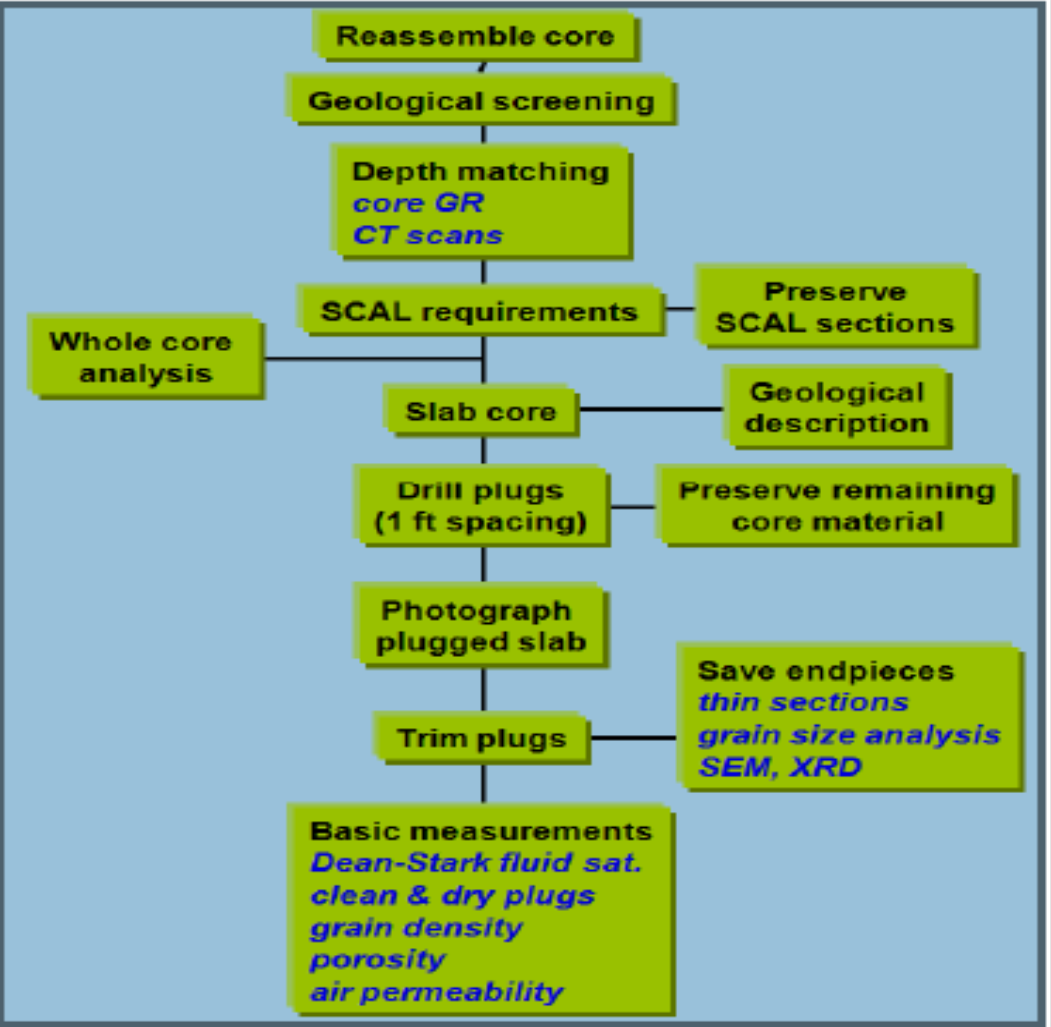 Reassemble core
Geological screening
Depth matching
core GR
CT scans
SCAL requirements
Preserve
SCAL sections
Whole core
analysis
Slab core
Geological
description
Drill plugs
(1 ft spacing)
Preserve remaining
core material
Photograph
plugged slab
Trim plugs
Save endpieces
thin sections
grain size analysis
SEM, XRD
Basic measurements
Dean-Stark fluid sat.
clean & dry plugs
grain density
porosity
air permeability